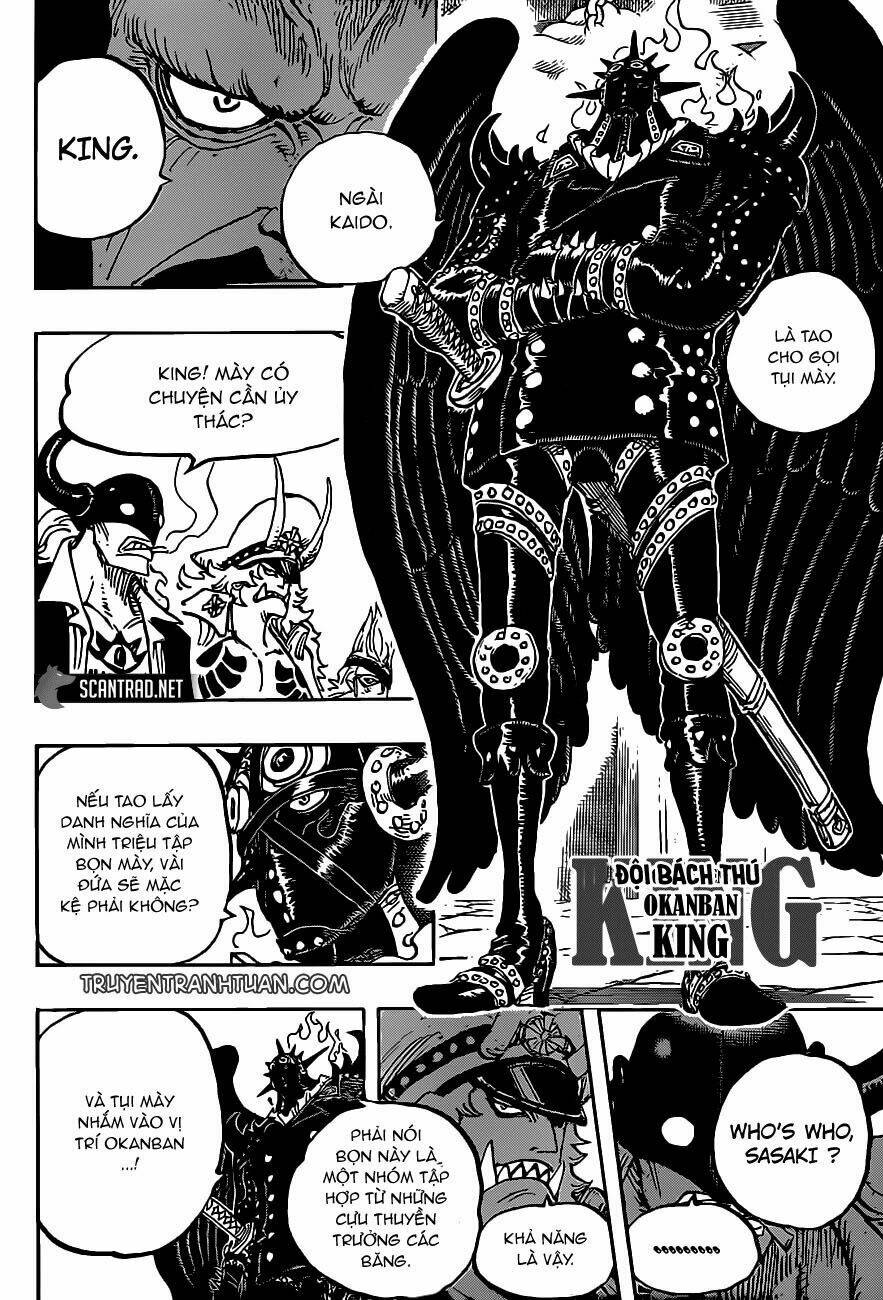 KING.
NGÀI
KAIDO.
LÀ TAO
CHO GỌI
TỤI MÀY.
KING! MÀY CÓ
CHUYỆN CẦN ỦY
THÁC?
SCANTRAD.NET
NẾU TAO LẤY
DANH NGHĨA CỦA
MÌNH TRIỆU TẬP
BỌN MÀY, VÀI
ĐỨA SẼ MẶC
KỆ PHẢI KHÔNG?
KING
ĐỘI BÁCH THÚ
OKANBAN
KING
TRUYENTRANHTUAN.COM
VÀ TỤI MÀY
NHẮM VÀO VỊ
TRÍ OKANBAN
...!
PHẢI NÓI
BỌN NÀY LÀ
MỘT NHÓM TẬP
HỢP TỪ NHỮNG
CỰU THUYỀN
TRƯỞNG CÁC
BĂNG.
KHẢ NĂNG
LÀ VẬY.
WHO'S WHO,
SASAKI ?
.........